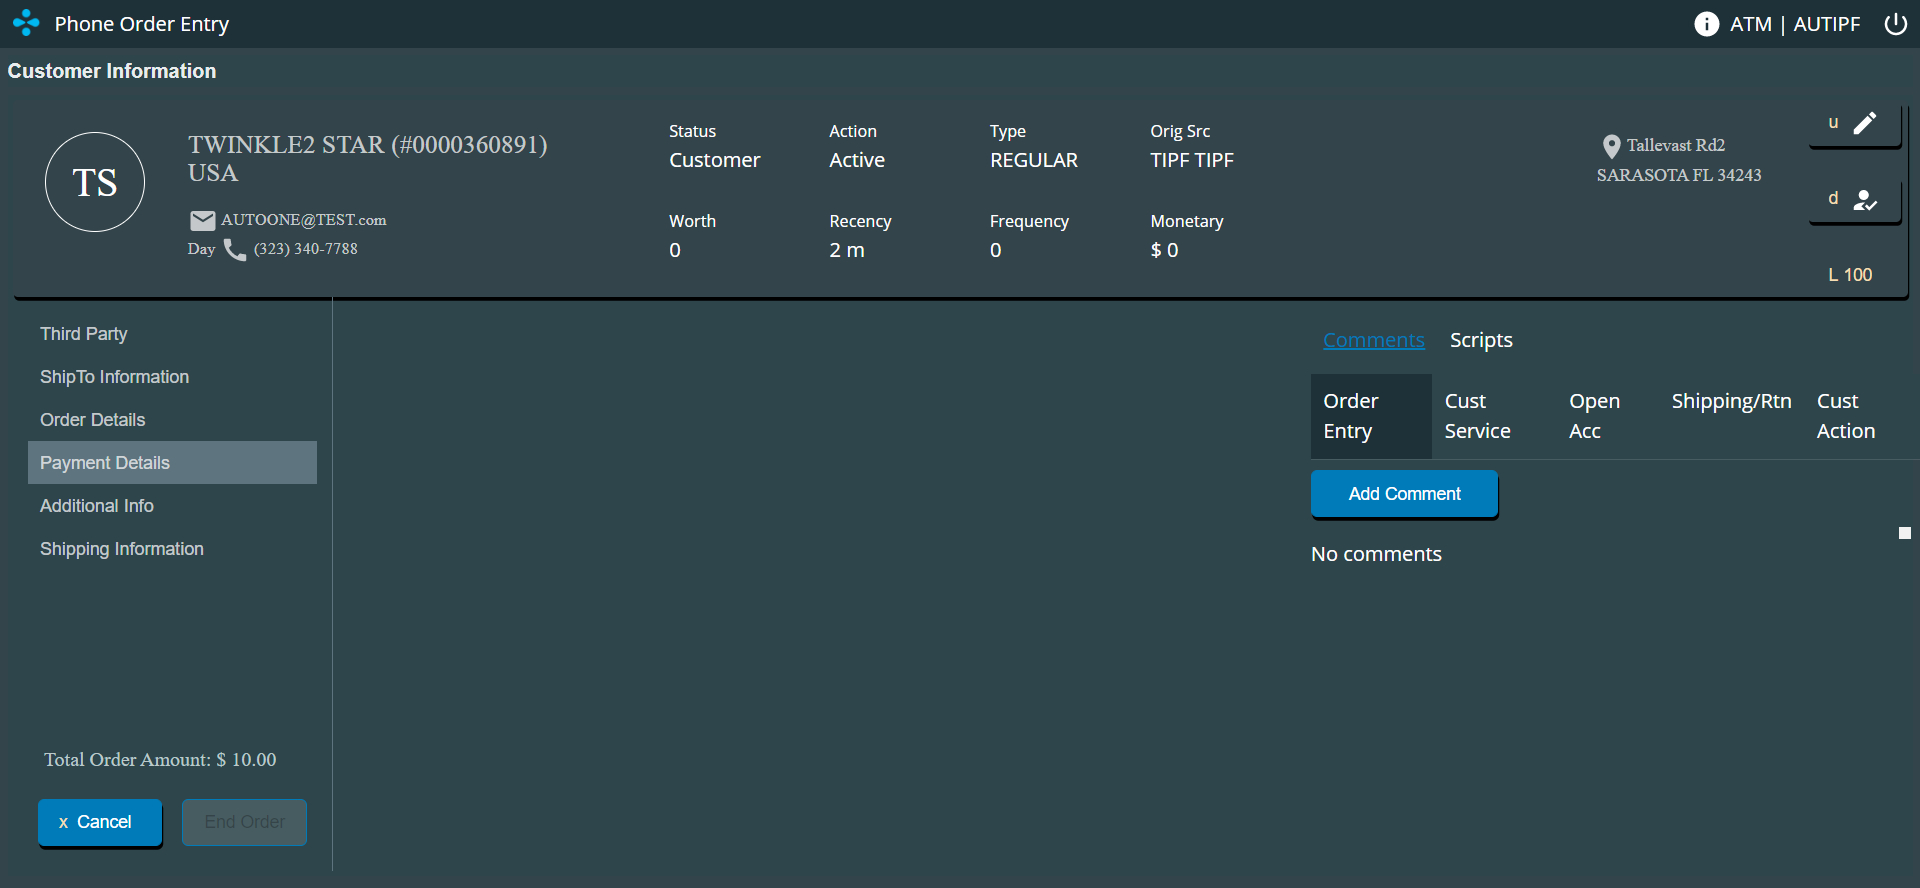 Phone Order Entry
ATM | AUTIPF
Customer Information
TS
TWINKLE2 STAR (#0000360891)
USA
AUTOONE@TEST.com
Day (323) 340-7788
Status
Customer
Action
Active
Type
REGULAR
Orig Src
TIPF TIPF
Worth
0
Recency
2 m
Frequency
0
Monetary
$ 0
Tallevast Rd2
SARASOTA FL 34243
u
d
L 100
Third Party
ShipTo Information
Order Details
Payment Details
Additional Info
Shipping Information
Total Order Amount: $ 10.00
x Cancel
End Order
Comments
Scripts
Order
Entry
Cust
Service
Open
Acc
Shipping/Rtn
Cust
Action
Add Comment
No comments